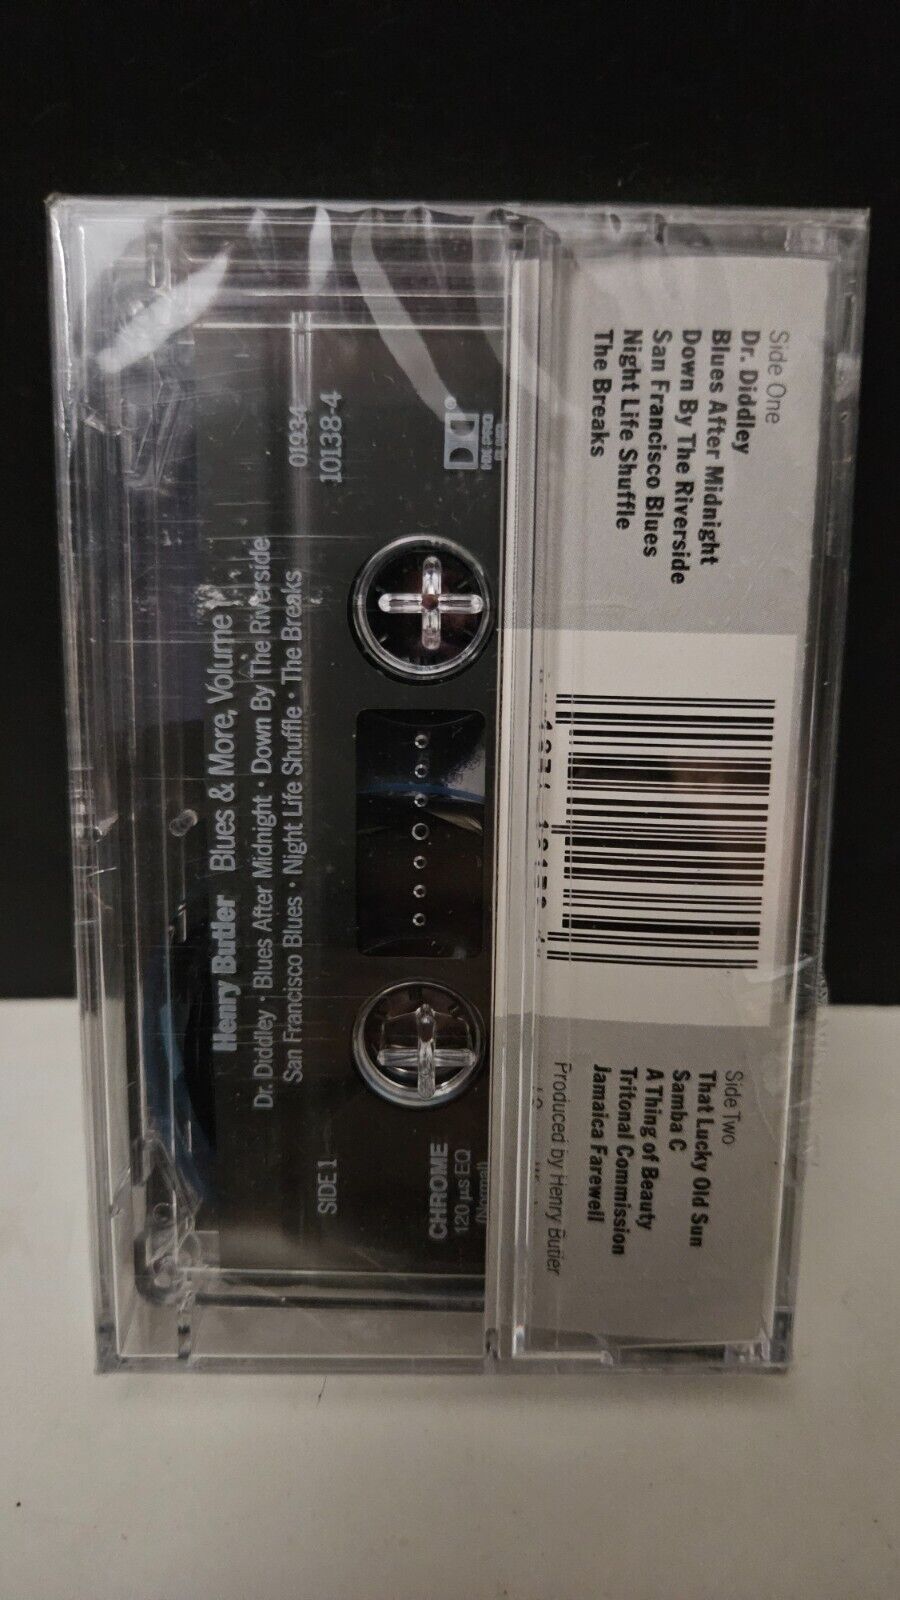 Side One
Dr. Diddley
Blues After Midnight
Down By The Riverside
San Francisco Blues
Night Life Shuffle
The Breaks
Side Two
That Lucky Old Sun
Samba C
A Thing of Beauty
Tritonal Commission
Jamaica Farewell
Produced by Henry Butler
Henry Butler Blues & More, Volume
Dr. Diddley • Blues After Midnight • Down By The Riverside
San Francisco Blues • Night Life Shuffle • The Breaks
01934
10138-4
SIDE 1
CHROME
120 µs EQ
(Normal)